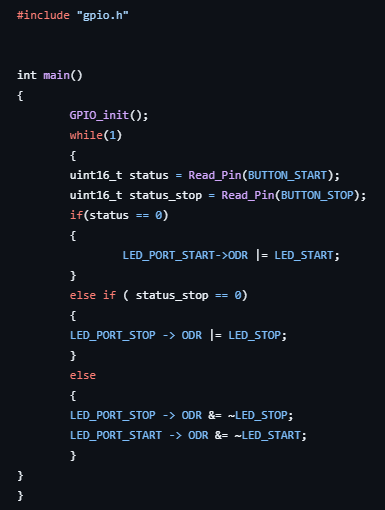 #include "gpio.h"
int main()
{
GPIO_init();
while(1)
{
uint16_t status = Read_Pin(BUTTON_START);
uint16_t status_stop = Read_Pin(BUTTON_STOP);
if(status == 0)
{
LED_PORT_START->ODR |= LED_START;
}
else if ( status_stop == 0)
{
LED_PORT_STOP -> ODR |= LED_STOP;
}
else
{
LED_PORT_STOP -> ODR &= ~LED_STOP;
LED_PORT_START -> ODR &= ~LED_START;
}
}
}